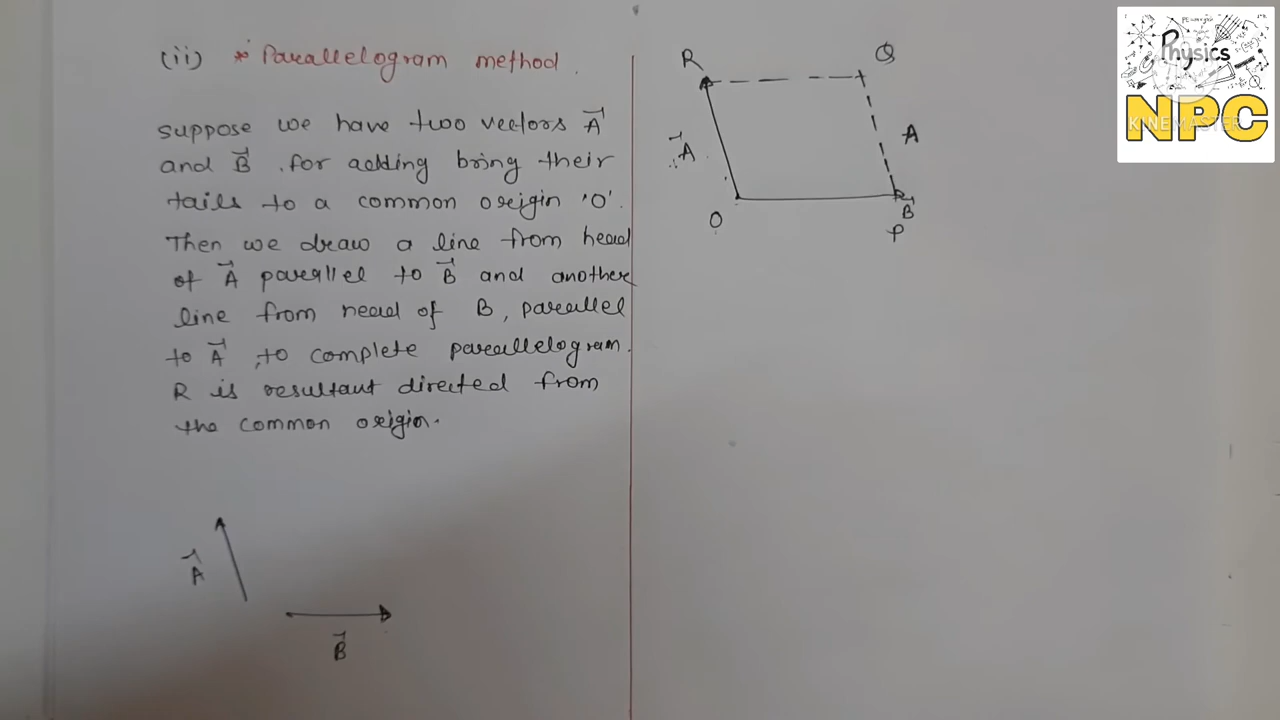 (ii) * Parallelogram method.
suppose we have two vectors A
and B . for adding bring their
tails to a common origin 'O'.
Then we draw a line from head
of A parallel to B and another
line from head of B, parallel
to A , to complete parallelogram.
R is resultant directed from
the common origin.
A
B
R
Q
A
A
O
B
P
Physics
NPC
KINEMASTER